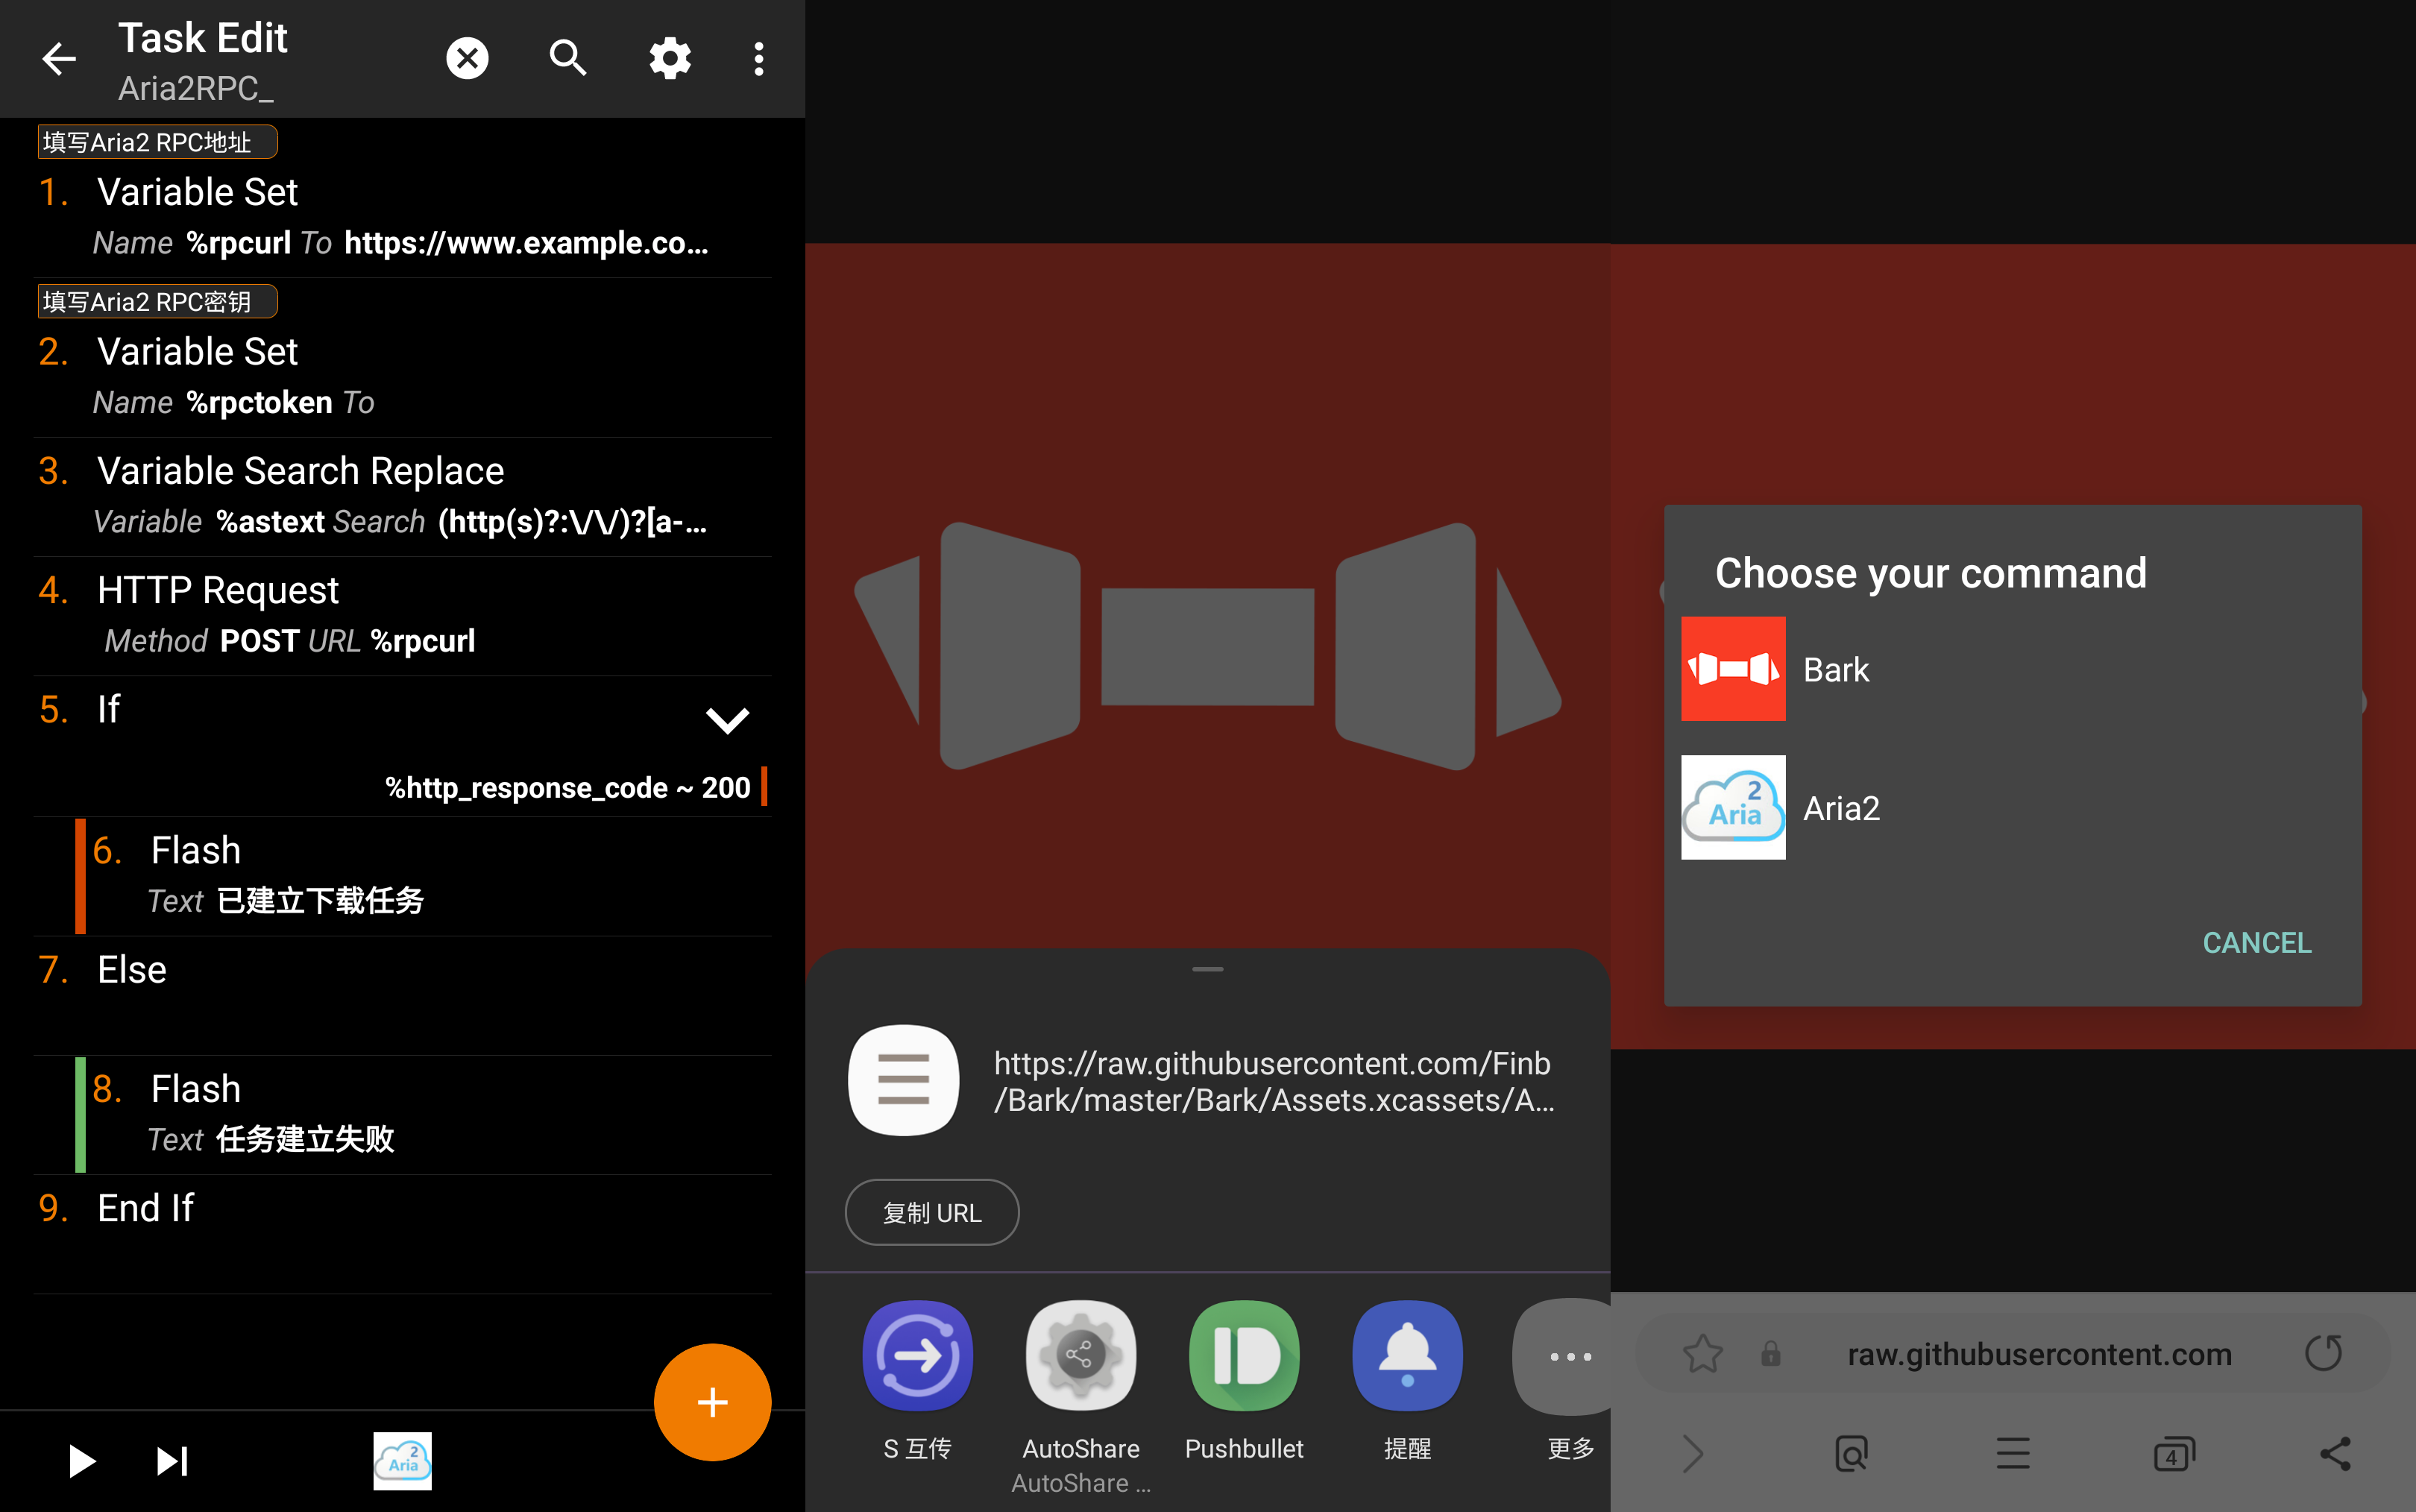 Task Edit
Aria2RPC_
填写Aria2 RPC地址
1. Variable Set
Name %rpcurl To https://www.example.co...
填写Aria2 RPC密钥
2. Variable Set
Name %rpctoken To
3. Variable Search Replace
Variable %astext Search (http(s)?:\/\/)?[a-...
4. HTTP Request
Method POST URL %rpcurl
5. If
%http_response_code ~ 200
6. Flash
Text 已建立下载任务
7. Else
8. Flash
Text 任务建立失败
9. End If
2
Aria
https://raw.githubusercontent.com/Finb
/Bark/master/Bark/Assets.xcassets/A...
复制 URL
S 互传
AutoShare
AutoShare ...
Pushbullet
提醒
更多
Choose your command
Bark
2
Aria
Aria2
CANCEL
raw.githubusercontent.com
4